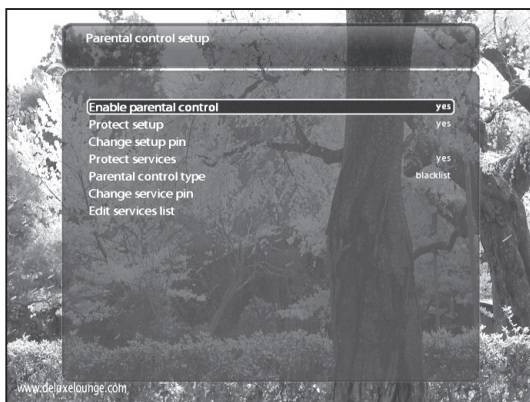 Parental control setup
Enable parental control yes
Protect setup yes
Change setup pin
Protect services yes
Parental control type blacklist
Change service pin
Edit services list
www.deluxelounge.com